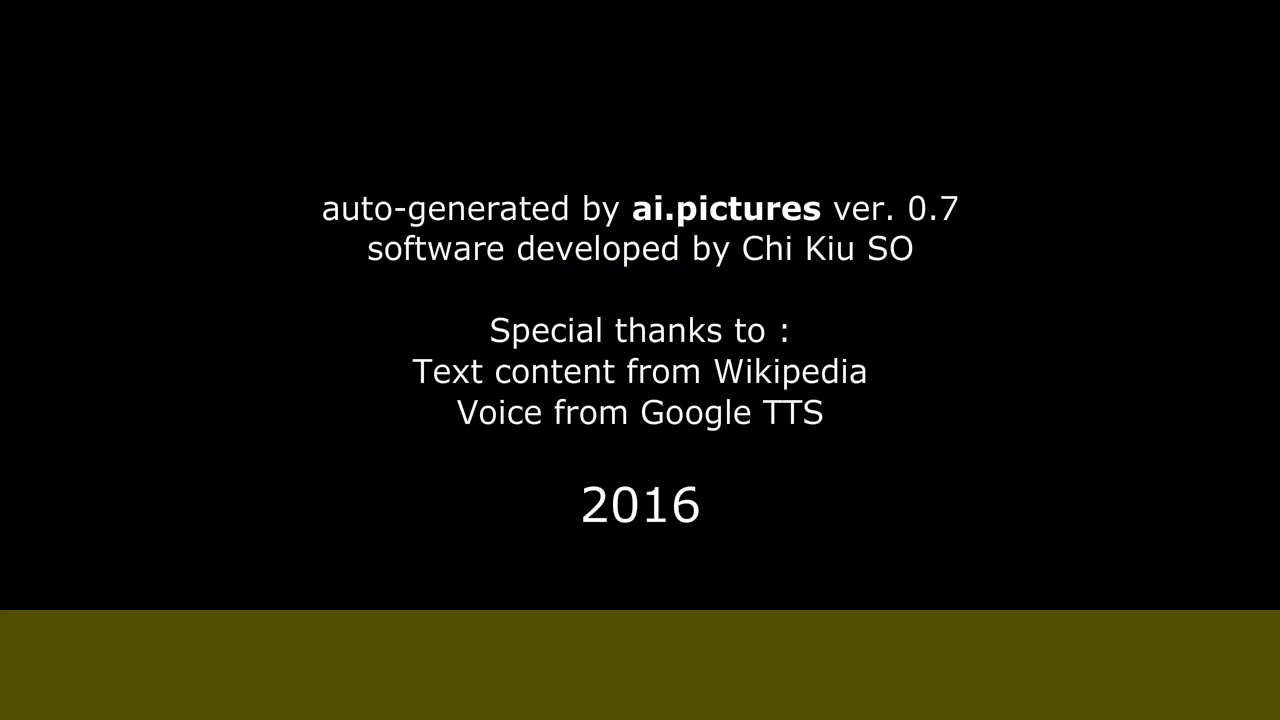 auto-generated by ai.pictures ver. 0.7
software developed by Chi Kiu SO
Special thanks to :
Text content from Wikipedia
Voice from Google TTS
2016